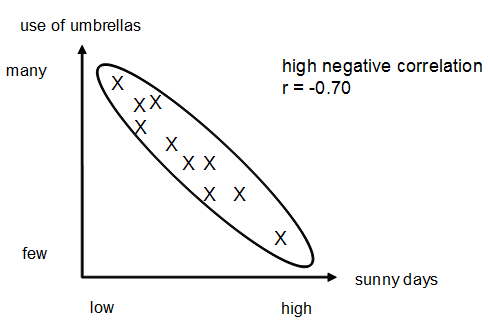 use of umbrellas
many
high negative correlation
r = -0.70
X
X X
X
X
X X
X X
X
few
sunny days
low high